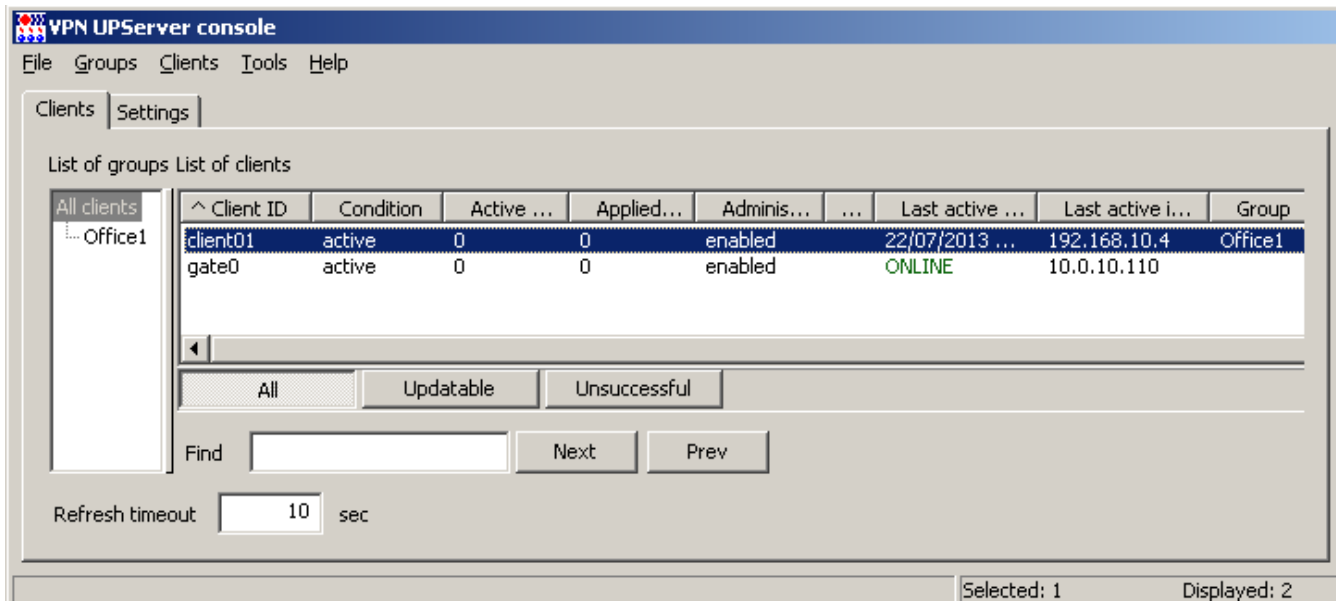 VPN UPServer console
File Groups Clients Tools Help
Clients Settings
List of groups List of clients
All clients
Office1
^ Client ID Condition Active ... Applied... Adminis... ... Last active ... Last active i... Group
client01 active 0 0 enabled 22/07/2013 ... 192.168.10.4 Office1
gate0 active 0 0 enabled ONLINE 10.0.10.110
All Updatable Unsuccessful
Find Next Prev
Refresh timeout 10 sec
Selected: 1 Displayed: 2